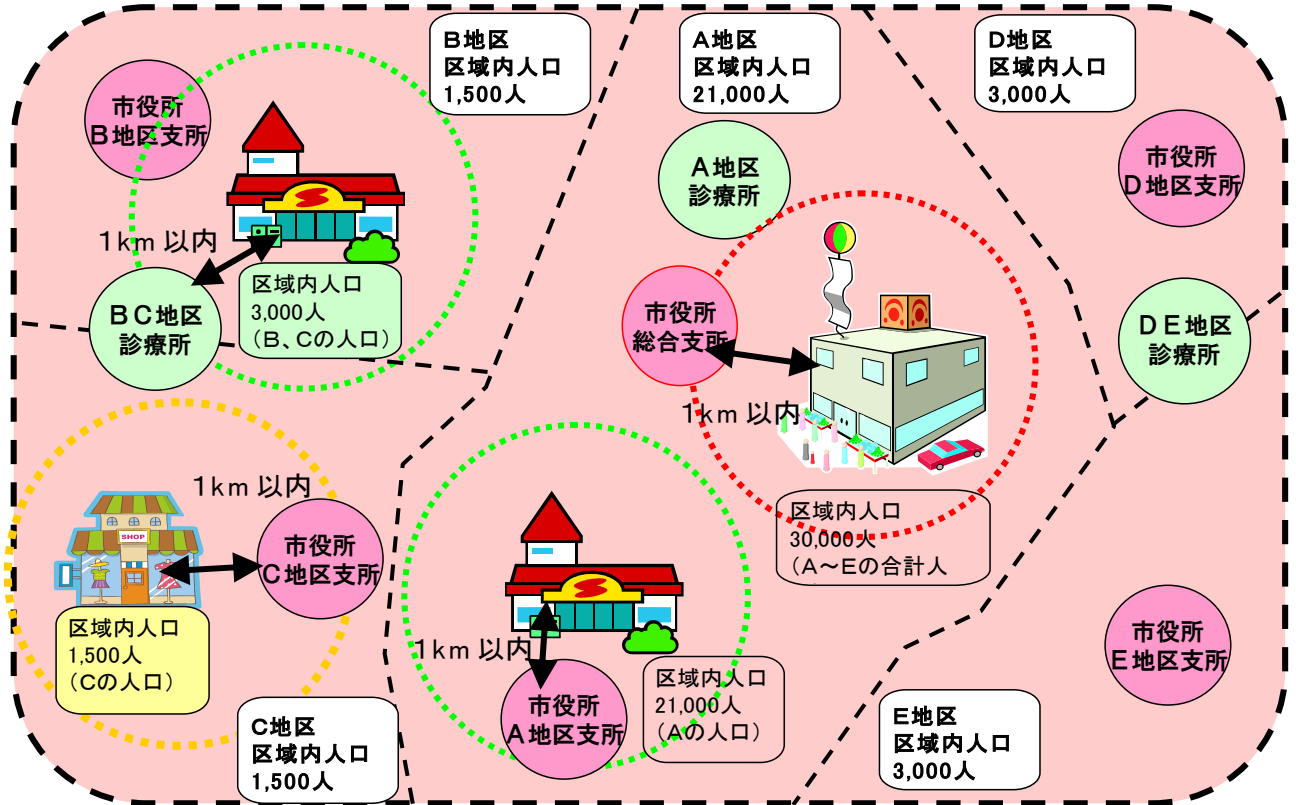 B地区
区域内人口
1,500人
A地区
区域内人口
21,000人
D地区
区域内人口
3,000人
市役所
B地区支所
A地区
診療所
市役所
D地区支所
1km 以内
区域内人口
3,000人
(B、Cの人口)
BC地区
診療所
市役所
総合支所
1km 以内
DE地区
診療所
1km 以内
SHOP
市役所
C地区支所
区域内人口
30,000人
(A~Eの合計人
区域内人口
1,500人
(Cの人口)
1km 以内
市役所
A地区支所
区域内人口
21,000人
(Aの人口)
市役所
E地区支所
C地区
区域内人口
1,500人
E地区
区域内人口
3,000人